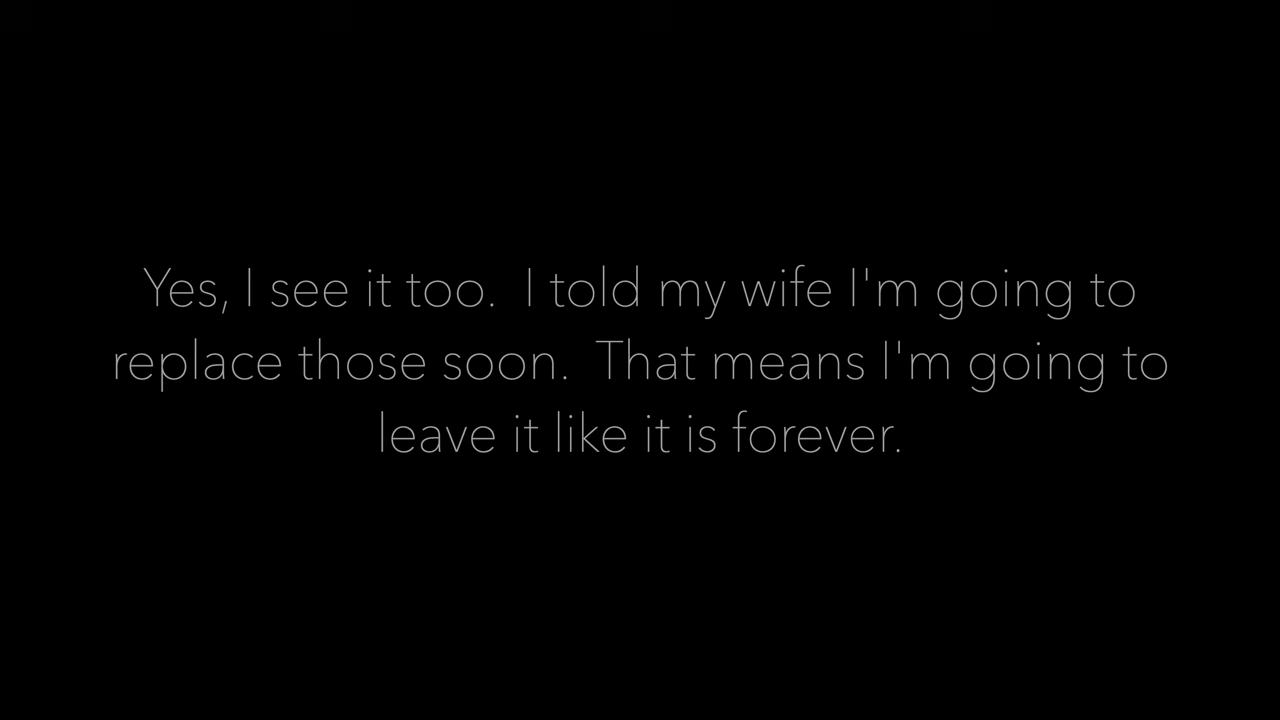 Yes, I see it too.  I told my wife I'm going to
replace those soon.  That means I'm going to
leave it like it is forever.